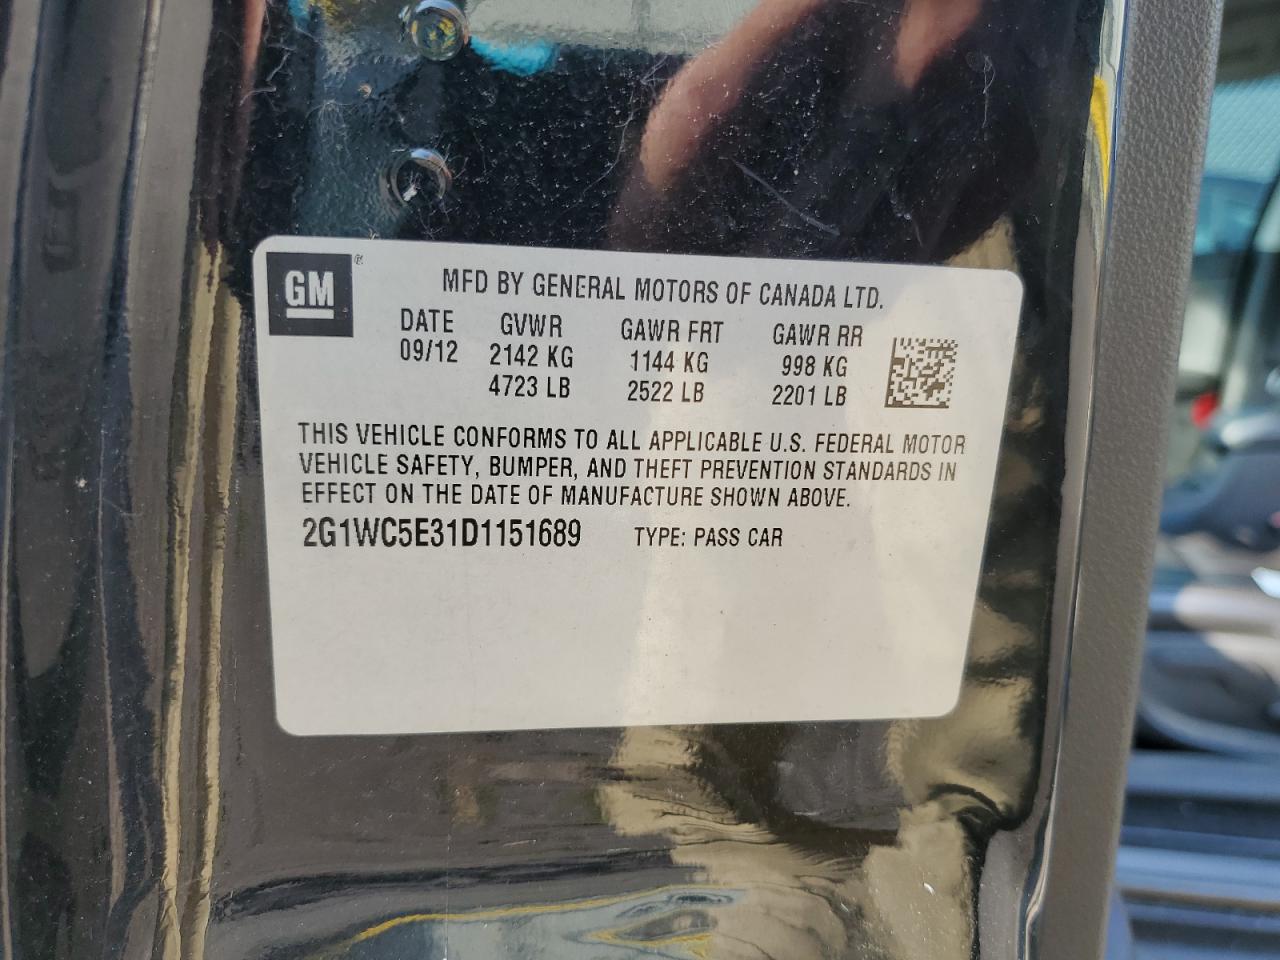 GM ®
MFD BY GENERAL MOTORS OF CANADA LTD.
DATE GVWR GAWR FRT GAWR RR
09/12 2142 KG 1144 KG 998 KG
4723 LB 2522 LB 2201 LB
THIS VEHICLE CONFORMS TO ALL APPLICABLE U.S. FEDERAL MOTOR
VEHICLE SAFETY, BUMPER, AND THEFT PREVENTION STANDARDS IN
EFFECT ON THE DATE OF MANUFACTURE SHOWN ABOVE.
2G1WC5E31D1151689 TYPE: PASS CAR